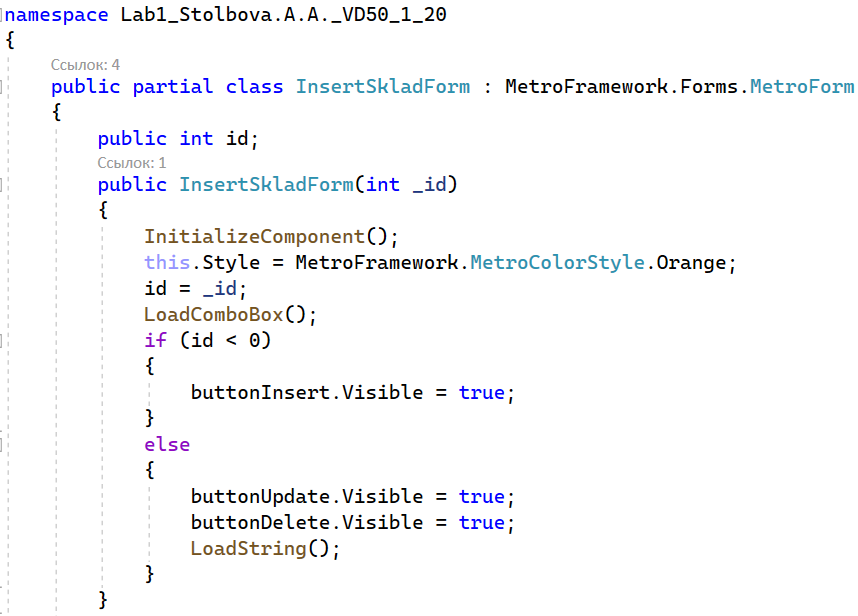 namespace Lab1_Stolbova.A.A._VD50_1_20
{
Ссылок: 4
public partial class InsertSkladForm : MetroFramework.Forms.MetroForm
{
public int id;
Ссылок: 1
public InsertSkladForm(int _id)
{
InitializeComponent();
this.Style = MetroFramework.MetroColorStyle.Orange;
id = _id;
LoadComboBox();
if (id < 0)
{
buttonInsert.Visible = true;
}
else
{
buttonUpdate.Visible = true;
buttonDelete.Visible = true;
LoadString();
}
}